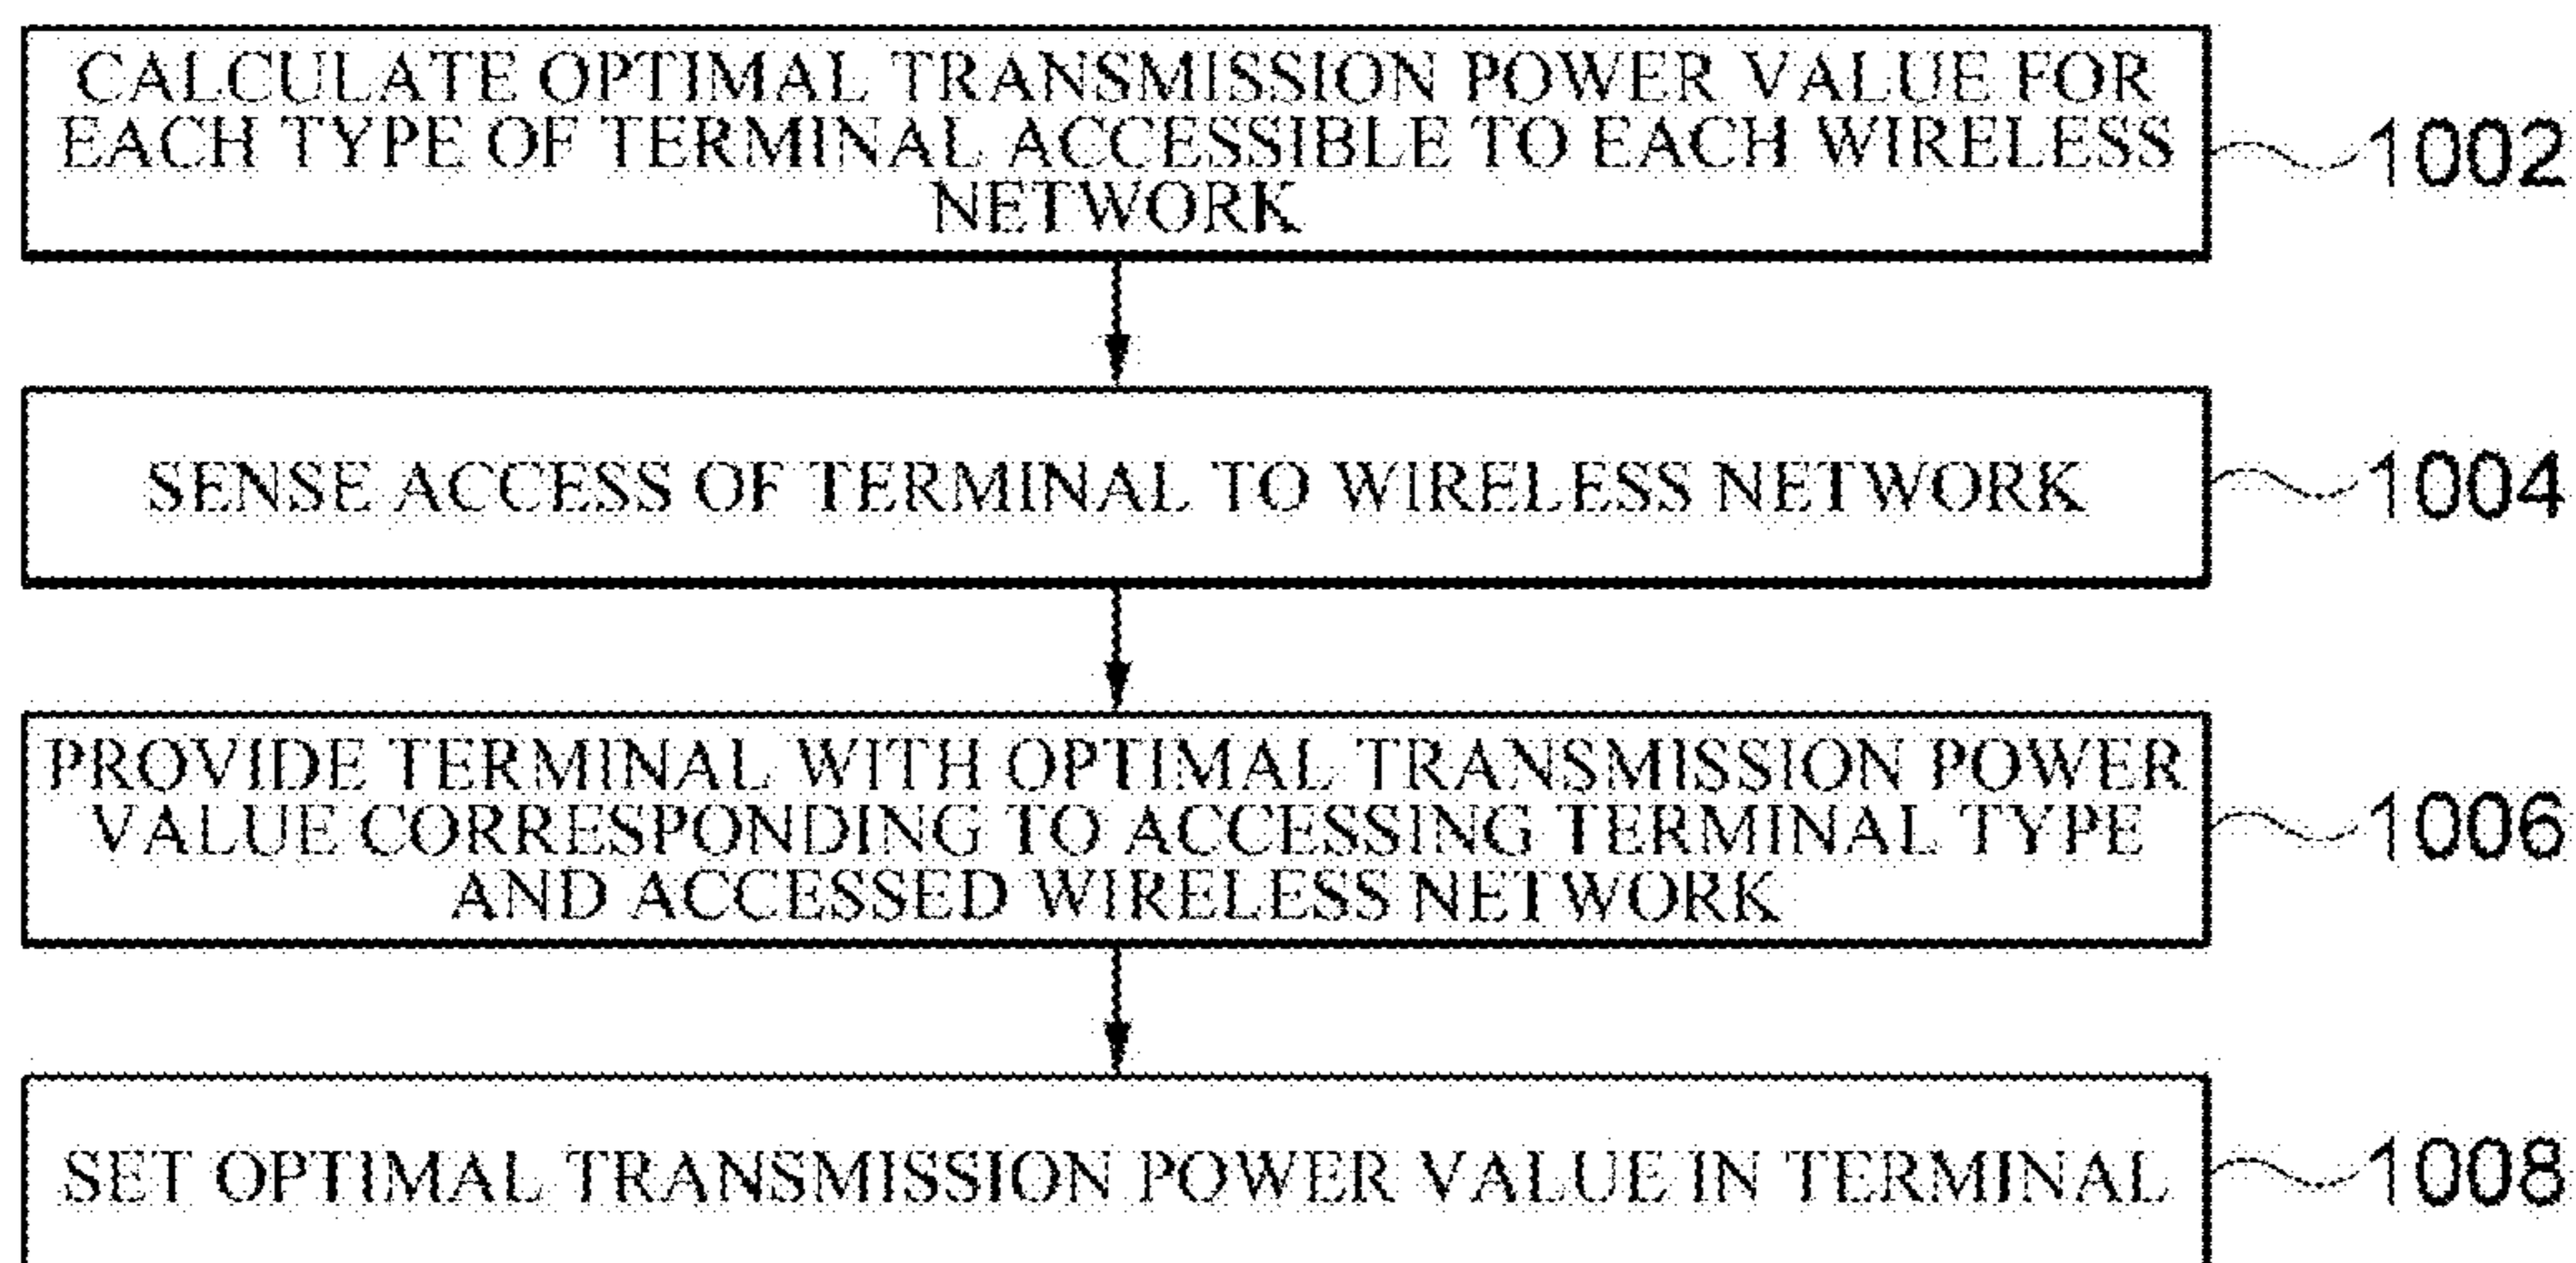 CALCULATE OPTIMAL TRANSMISSION POWER VALUE FOR
EACH TYPE OF TERMINAL ACCESSIBLE TO EACH WIRELESS
NETWORK
1002
SENSE ACCESS OF TERMINAL TO WIRELESS NETWORK
1004
PROVIDE TERMINAL WITH OPTIMAL TRANSMISSION POWER
VALUE CORRESPONDING TO ACCESSING TERMINAL TYPE
AND ACCESSED WIRELESS NETWORK
1006
SET OPTIMAL TRANSMISSION POWER VALUE IN TERMINAL
1008